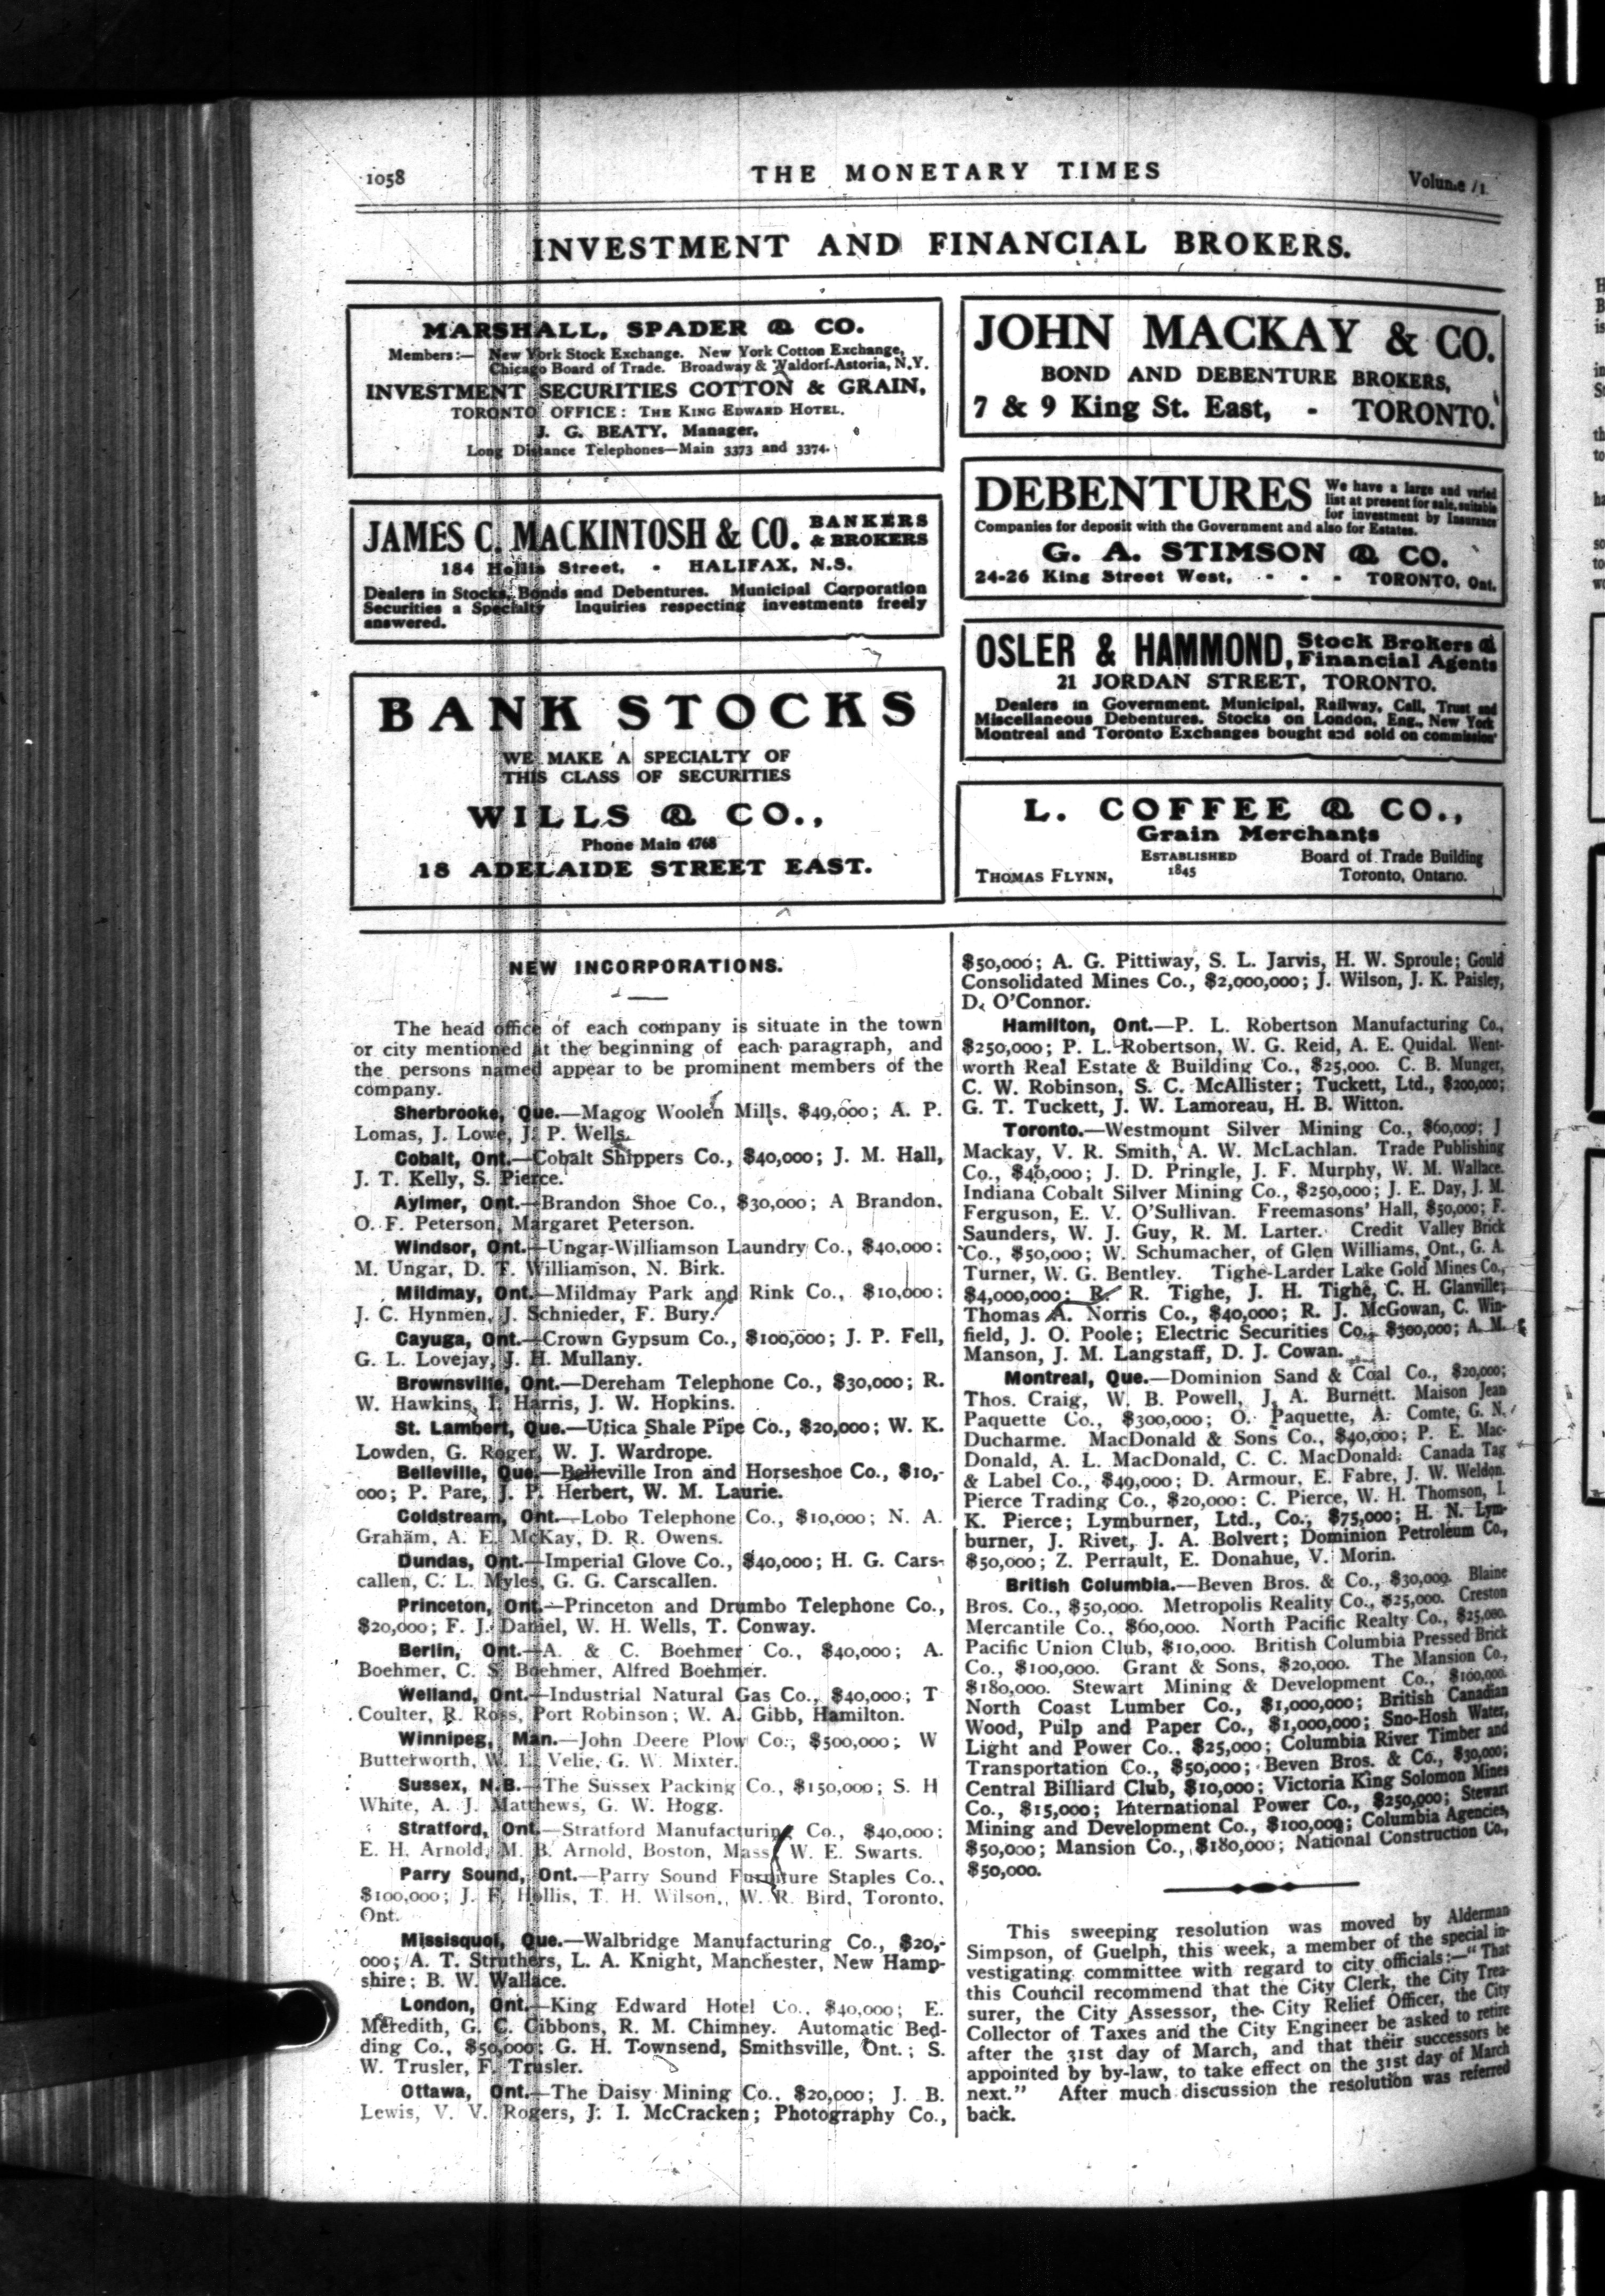 1058
THE MONETARY TIMES
Volume
INVESTMENT AND FINANCIAL BROKERS.
MARSHALL, SPADER & CO.
Members:— New York Stock Exchange. New York Cotton Exchange,
Chicago Board of Trade. Broadway & Waldorf-Astoria, N.Y.
INVESTMENT SECURITIES COTTON & GRAIN,
TORONTO OFFICE: THE KING EDWARD HOTEL.
J. G. BEATY, Manager,
Long Distance Telephones—Main 3373 and 3374.
JAMES C. MACKINTOSH & CO. BANKERS
& BROKERS
184 Hollis Street, - HALIFAX, N.S.
Dealers in Stocks, Bonds and Debentures. Municipal Corporation
Securities a Specialty Inquiries respecting investments freely
answered.
BANK STOCKS
WE MAKE A SPECIALTY OF
THIS CLASS OF SECURITIES
WILLS & CO.,
Phone Main 4768
18 ADELAIDE STREET EAST.
JOHN MACKAY & CO.
BOND AND DEBENTURE BROKERS,
7 & 9 King St. East, - TORONTO.
DEBENTURES We have a large and varied
list at present for sale, suitable
for investment by Insurance
Companies for deposit with the Government and also for Estates.
G. A. STIMSON & CO.
24-26 King Street West, - - - TORONTO, Ont.
OSLER & HAMMOND, Stock Brokers &
Financial Agents
21 JORDAN STREET, TORONTO.
Dealers in Government, Municipal, Railway, Call, Trust and
Miscellaneous Debentures. Stocks on London, Eng., New York
Montreal and Toronto Exchanges bought and sold on commission
L. COFFEE & CO.,
Grain Merchants
ESTABLISHED Board of Trade Building
THOMAS FLYNN, 1845 Toronto, Ontario.
NEW INCORPORATIONS.
The head office of each company is situate in the town
or city mentioned at the beginning of each paragraph, and
the persons named appear to be prominent members of the
company.
Sherbrooke, Que.—Magog Woolen Mills, $49,000; A. P.
Lomas, J. Lowe, J. P. Wells.
Cobalt, Ont.—Cobalt Shippers Co., $40,000; J. M. Hall,
J. T. Kelly, S. Pierce.
Aylmer, Ont.—Brandon Shoe Co., $30,000; A Brandon,
O. F. Peterson, Margaret Peterson.
Windsor, Ont.—Ungar-Williamson Laundry Co., $40,000;
M. Ungar, D. T. Williamson, N. Birk.
Mildmay, Ont.—Mildmay Park and Rink Co., $10,000;
J. C. Hynmen, J. Schnieder, F. Bury.
Cayuga, Ont.—Crown Gypsum Co., $100,000; J. P. Fell,
G. L. Lovejay, J. H. Mullany.
Brownsville, Ont.—Dereham Telephone Co., $30,000; R.
W. Hawkins, I. Harris, J. W. Hopkins.
St. Lambert, Que.—Utica Shale Pipe Co., $20,000; W. K.
Lowden, G. Roger, W. J. Wardrope.
Belleville, Que.—Belleville Iron and Horseshoe Co., $10,-
000; P. Pare, J. P. Herbert, W. M. Laurie.
Coldstream, Ont.—Lobo Telephone Co., $10,000; N. A.
Graham, A. E. McKay, D. R. Owens.
Dundas, Ont.—Imperial Glove Co., $40,000; H. G. Cars-
callen, C. L. Myles, G. G. Carscallen.
Princeton, Ont.—Princeton and Drumbo Telephone Co.,
$20,000; F. J. Daniel, W. H. Wells, T. Conway.
Berlin, Ont.—A. & C. Boehmer Co., $40,000; A.
Boehmer, C. S. Boehmer, Alfred Boehmer.
Welland, Ont.—Industrial Natural Gas Co., $40,000; T
Coulter, R. Ross, Port Robinson; W. A. Gibb, Hamilton.
Winnipeg, Man.—John Deere Plow Co., $500,000; W
Butterworth, W. L. Velie, G. W. Mixter.
Sussex, N.B.—The Sussex Packing Co., $150,000; S. H
White, A. J. Matthews, G. W. Hogg.
Stratford, Ont.—Stratford Manufacturing Co., $40,000;
E. H. Arnold, M. B. Arnold, Boston, Mass. W. E. Swarts.
Parry Sound, Ont.—Parry Sound Furniture Staples Co.,
$100,000; J. F. Hollis, T. H. Wilson,, W. R. Bird, Toronto,
Ont.
Missisquoi, Que.—Walbridge Manufacturing Co., $20,-
000; A. T. Struthers, L. A. Knight, Manchester, New Hamp-
shire; B. W. Wallace.
London, Ont.—King Edward Hotel Co., $40,000; E.
Meredith, G. C. Gibbons, R. M. Chimney. Automatic Bed-
ding Co., $50,000; G. H. Townsend, Smithsville, Ont.; S.
W. Trusler, F. Trusler.
Ottawa, Ont.—The Daisy Mining Co., $20,000; J. B.
Lewis, V. V. Rogers, J. I. McCracken; Photography Co.,
$50,000; A. G. Pittiway, S. L. Jarvis, H. W. Sproule; Gould
Consolidated Mines Co., $2,000,000; J. Wilson, J. K. Paisley,
D. O'Connor.
Hamilton, Ont.—P. L. Robertson Manufacturing Co.,
$250,000; P. L. Robertson, W. G. Reid, A. E. Quidal. Went-
worth Real Estate & Building Co., $25,000. C. B. Munger,
C. W. Robinson, S. C. McAllister; Tuckett, Ltd., $200,000;
G. T. Tuckett, J. W. Lamoreau, H. B. Witton.
Toronto.—Westmount Silver Mining Co., $60,000; J
Mackay, V. R. Smith, A. W. McLachlan. Trade Publishing
Co., $40,000; J. D. Pringle, J. F. Murphy, W. M. Wallace.
Indiana Cobalt Silver Mining Co., $250,000; J. E. Day, J. M.
Ferguson, E. V. O'Sullivan. Freemasons' Hall, $50,000; F.
Saunders, W. J. Guy, R. M. Larter. Credit Valley Brick
Co., $50,000; W. Schumacher, of Glen Williams, Ont., G. A.
Turner, W. G. Bentley. Tighe-Larder Lake Gold Mines Co.,
$4,000,000; R. R. Tighe, J. H. Tighe, C. H. Glanville;
Thomas A. Norris Co., $40,000; R. J. McGowan, C. Win-
field, J. O. Poole; Electric Securities Co., $300,000; A. M.
Manson, J. M. Langstaff, D. J. Cowan.
Montreal, Que.—Dominion Sand & Coal Co., $20,000;
Thos. Craig, W. B. Powell, J. A. Burnett. Maison Jean
Paquette Co., $300,000; O. Paquette, A. Comte, G. N.
Ducharme. MacDonald & Sons Co., $40,000; P. E. Mac-
Donald, A. L. MacDonald, C. C. MacDonald. Canada Tag
& Label Co., $49,000; D. Armour, E. Fabre, J. W. Weldon.
Pierce Trading Co., $20,000; C. Pierce, W. H. Thomson, I.
K. Pierce; Lymburner, Ltd., Co., $75,000; H. N. Lym-
burner, J. Rivet, J. A. Bolvert; Dominion Petroleum Co.,
$50,000; Z. Perrault, E. Donahue, V. Morin.
British Columbia.—Beven Bros. & Co., $30,000. Blaine
Bros. Co., $50,000. Metropolis Reality Co., $25,000. Creston
Mercantile Co., $60,000. North Pacific Realty Co., $25,000.
Pacific Union Club, $10,000. British Columbia Pressed Brick
Co., $100,000. Grant & Sons, $20,000. The Mansion Co.,
$180,000. Stewart Mining & Development Co., $100,000.
North Coast Lumber Co., $1,000,000; British Canadian
Wood, Pulp and Paper Co., $1,000,000; Sno-Hosh Water,
Light and Power Co., $25,000; Columbia River Timber and
Transportation Co., $50,000; Beven Bros. & Co., $30,000;
Central Billiard Club, $10,000; Victoria King Solomon Mines
Co., $15,000; International Power Co., $250,000; Stewart
Mining and Development Co., $100,000; Columbia Agencies,
$50,000; Mansion Co., $180,000; National Construction Co.,
$50,000.
This sweeping resolution was moved by Alderman
Simpson, of Guelph, this week, a member of the special in-
vestigating committee with regard to city officials:—"That
this Council recommend that the City Clerk, the City Trea-
surer, the City Assessor, the City Relief Officer, the City
Collector of Taxes and the City Engineer be asked to retire
after the 31st day of March, and that their successors be
appointed by by-law, to take effect on the 31st day of March
next." After much discussion the resolution was referred
back.